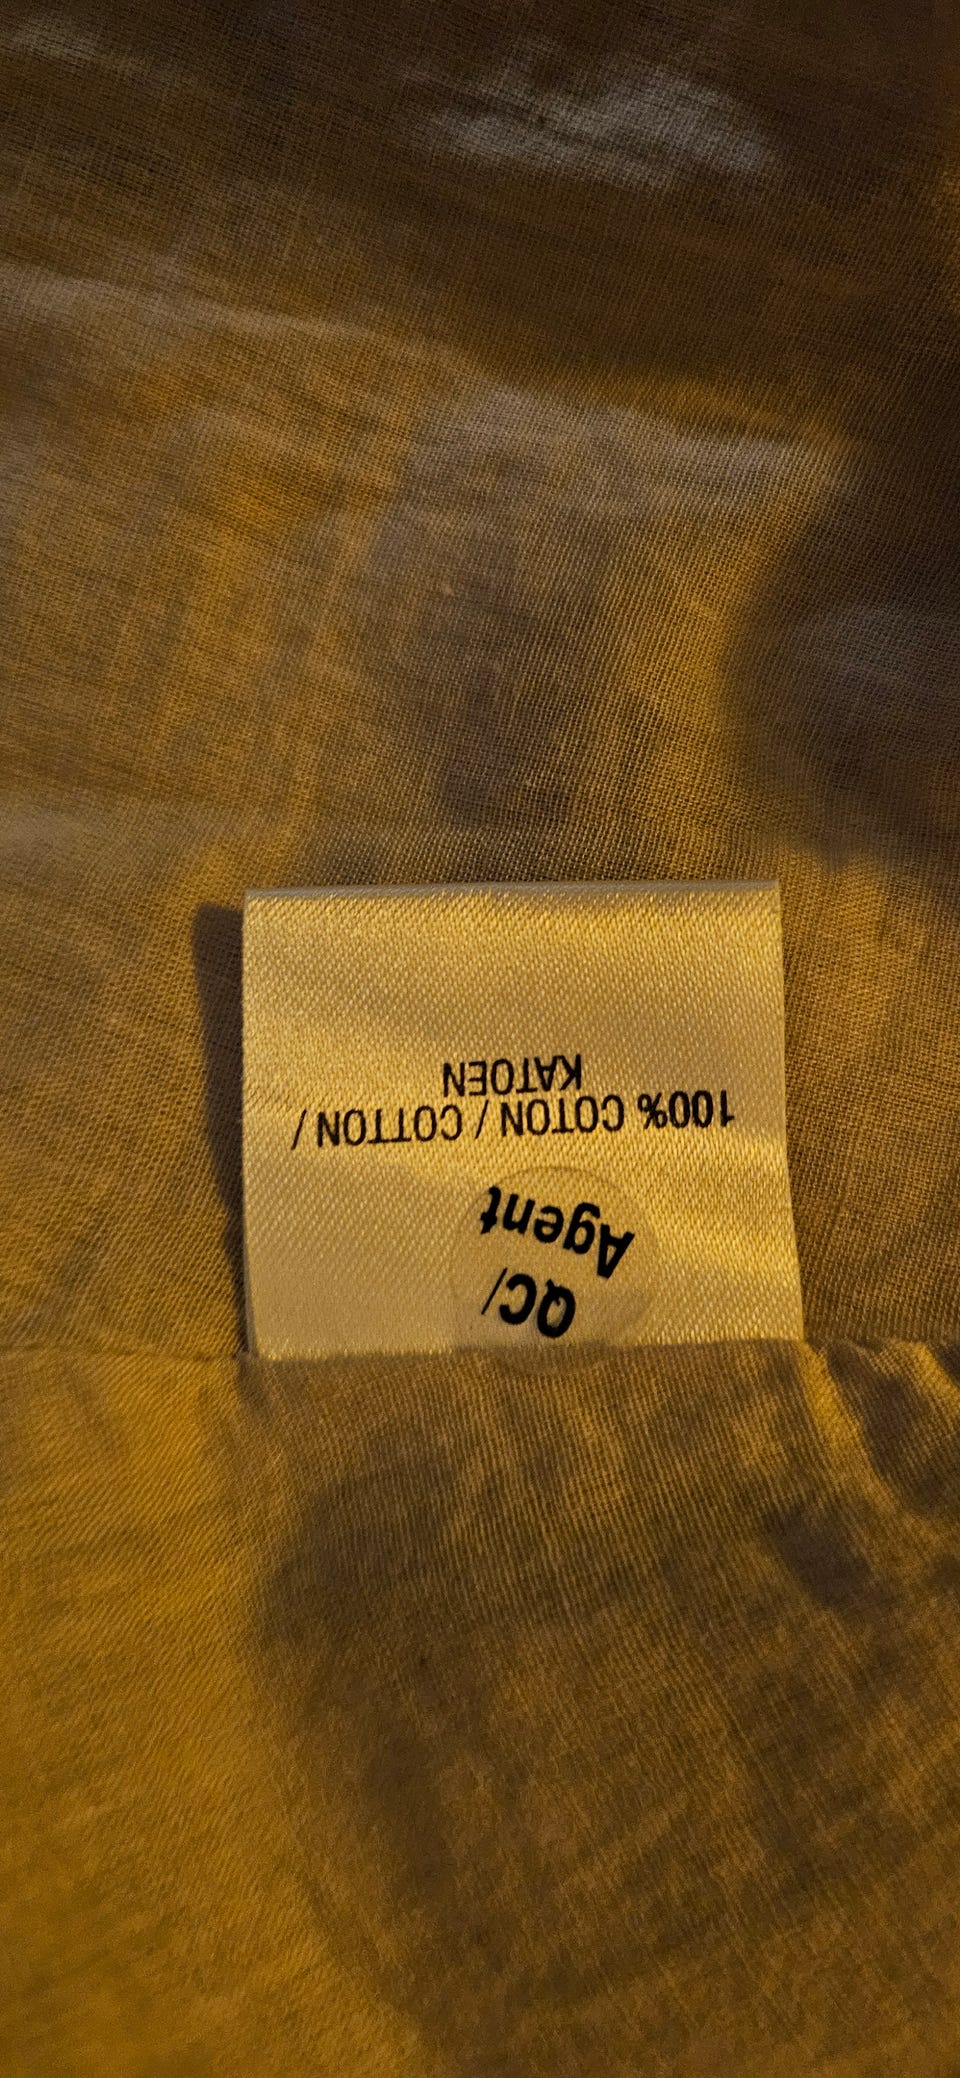 QC/
Agent
100% COTON / COTTON /
KATOEN